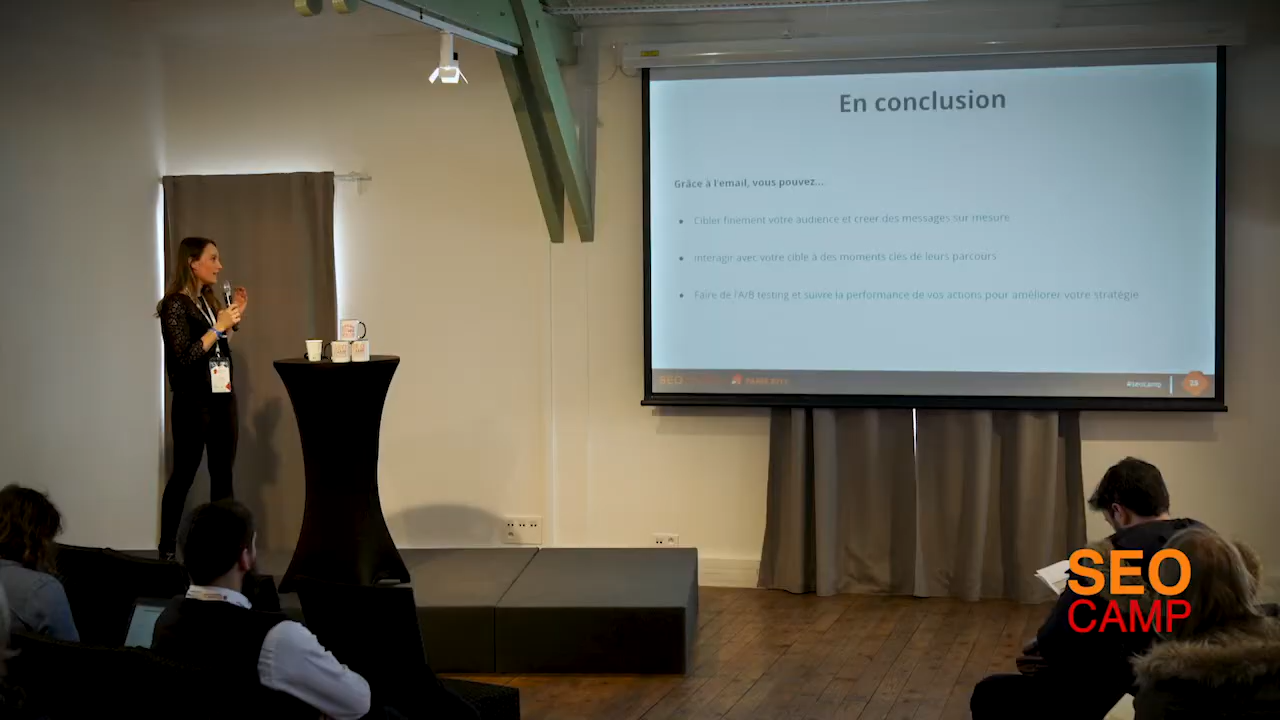 En conclusion
Grâce à l'email, vous pouvez...
Cibler finement votre audience et créer des messages sur mesure
Interagir avec votre cible à des moments clés de leurs parcours
Faire de l'A/B testing et suivre la performance de vos actions pour améliorer votre stratégie
SEO
#seocamp
SEO
CAMP